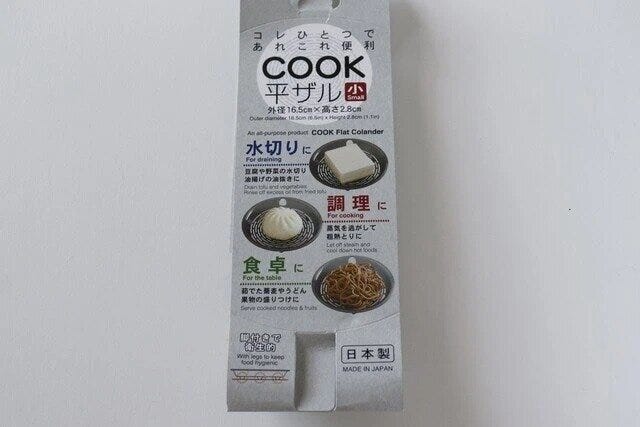 コレひとつで
あれこれ便利
COOK
平ザル 小 Small
外径16.5cm×高さ2.8cm
Outer diameter 16.5cm (6.5in) x Height 2.8cm (1.1in)
An all-purpose product COOK Flat Colander
水切りに
For draining
豆腐や野菜の水切り
油揚げの油抜きに
Drain tofu and vegetables
Rinse off excess oil from fried tofu
調理に
For cooking
蒸気を逃がして
粗熱とりに
Let off steam and
cool down hot foods
食卓に
For the table
茹でた蕎麦やうどん
果物の盛りつけに
Serve cooked noodles & fruits
脚付きで
衛生的
With legs to keep
food hygienic
日本製
MADE IN JAPAN